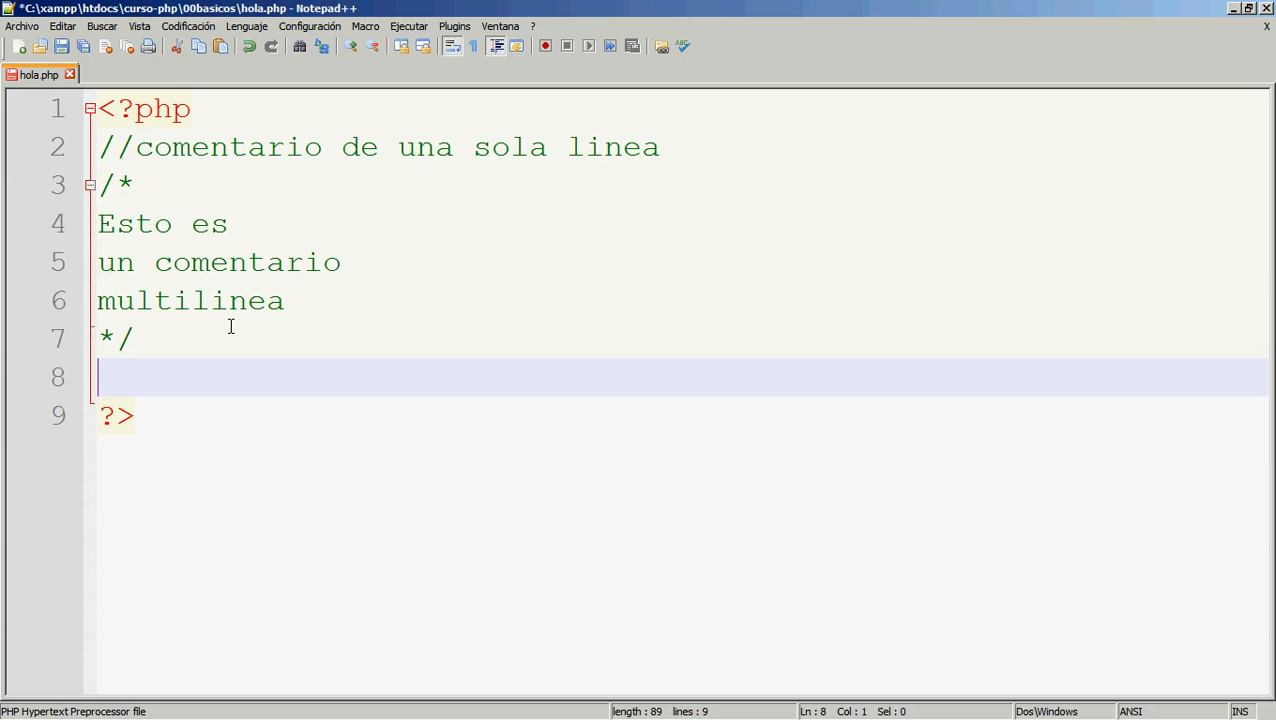 *C:\xampp\htdocs\curso-php\00basicos\hola.php - Notepad++
Archivo Editar Buscar Vista Codificación Lenguaje Configuración Macro Ejecutar Plugins Ventana ? X
hola.php
1 <?php
2 //comentario de una sola linea
3 /*
4 Esto es
5 un comentario
6 multilinea
7 */
8
9 ?>
PHP Hypertext Preprocessor file length : 89 lines : 9 Ln : 8 Col : 1 Sel : 0 Dos\Windows ANSI INS